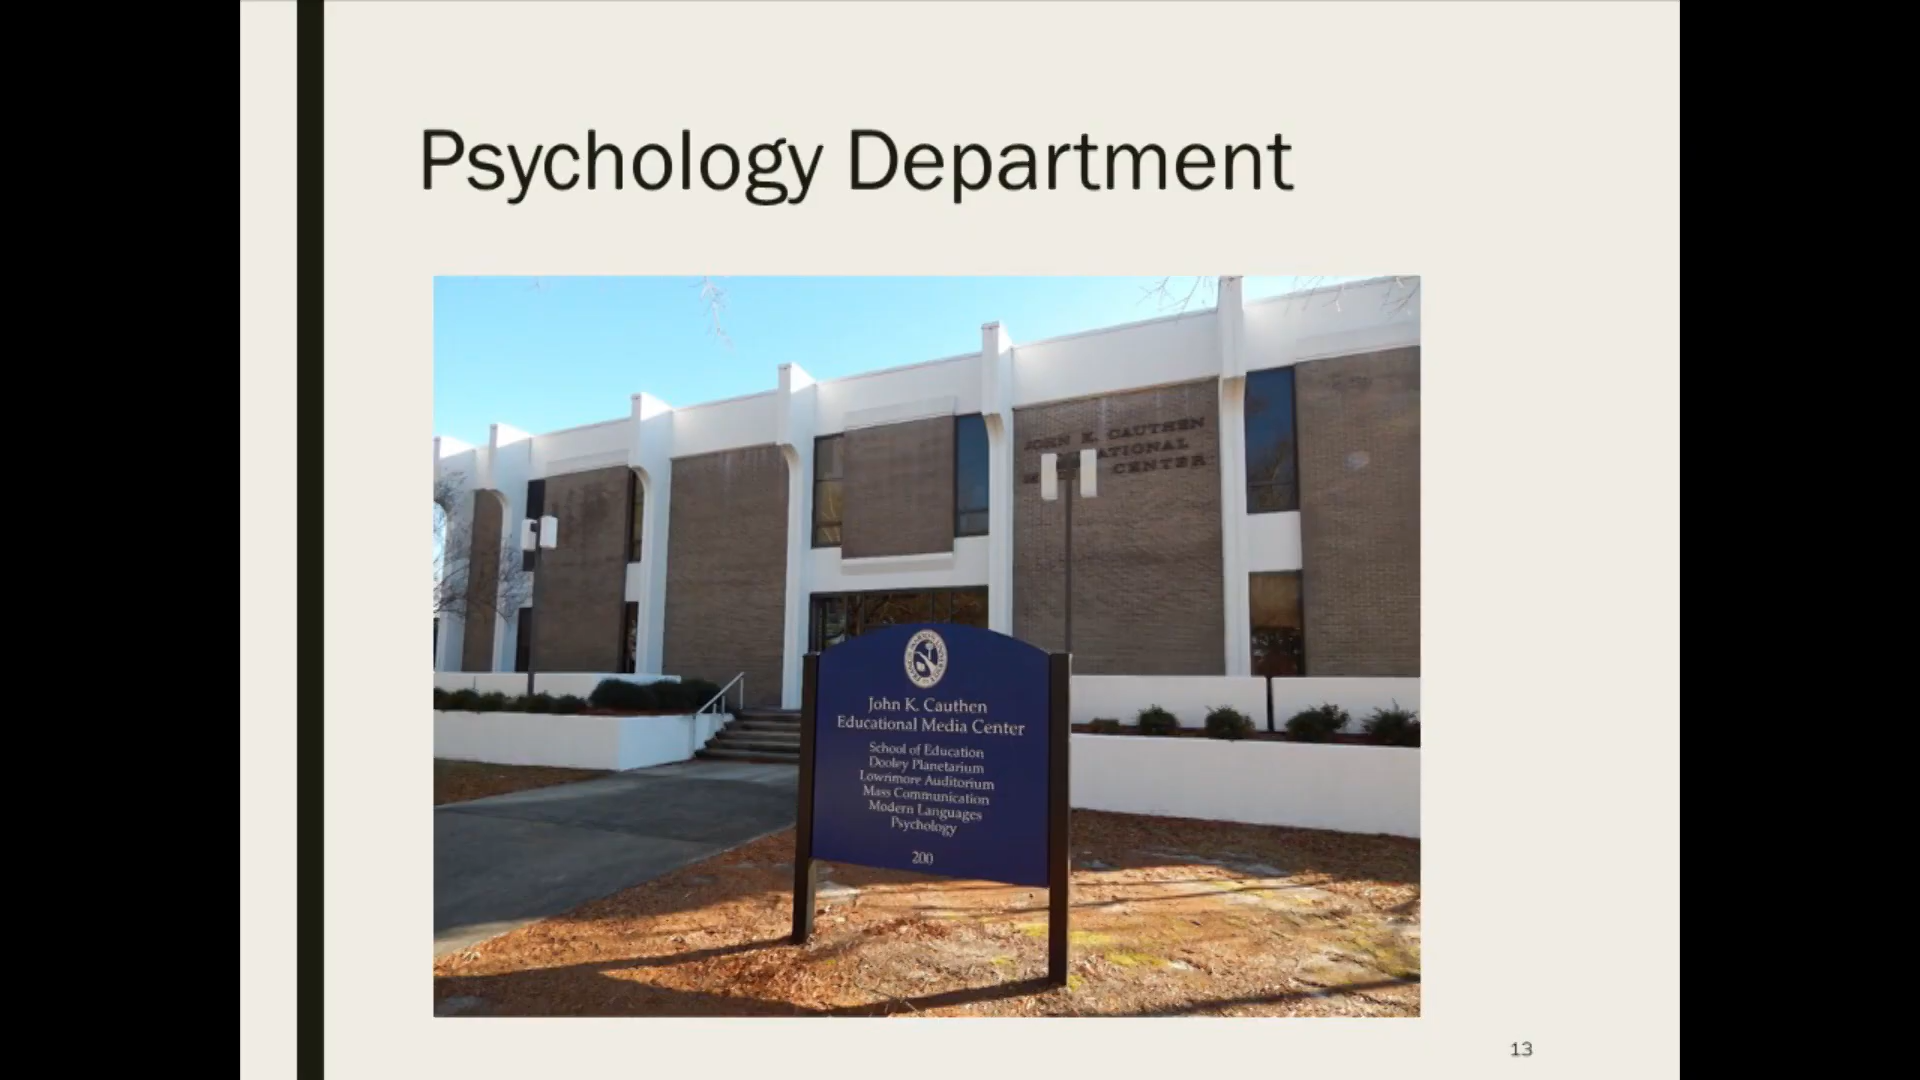 Psychology Department
JOHN K. CAUTHEN
CENTER
John K. Cauthen
Educational Media Center
School of Education
Dooley Planetarium
Lowrimore Auditorium
Mass Communication
Modern Languages
Psychology
200
13